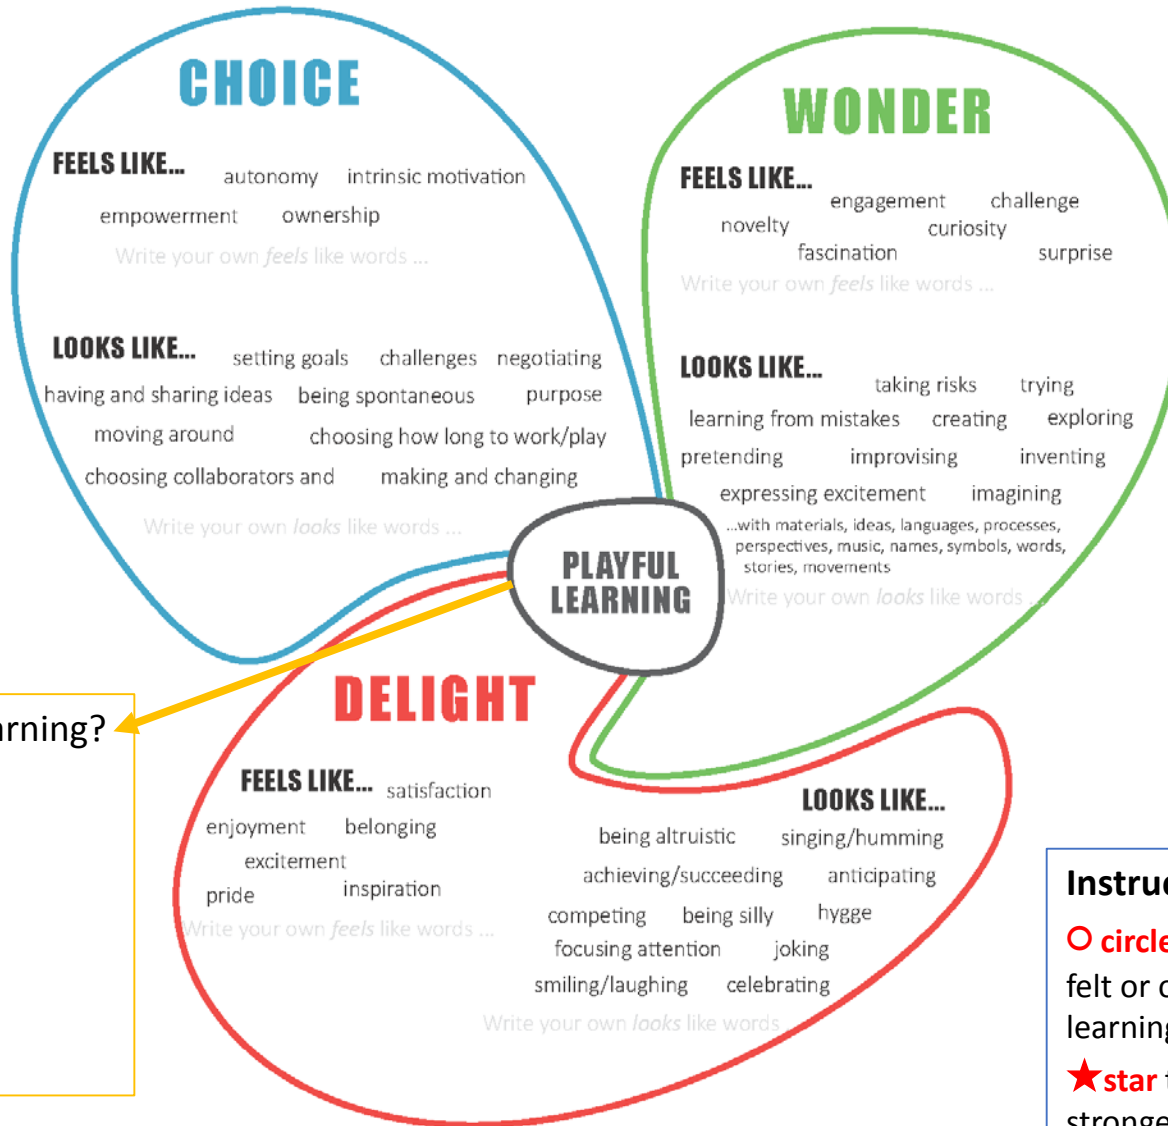 CHOICE
FEELS LIKE...
autonomy intrinsic motivation
empowerment ownership
Write your own feels like words ...
LOOKS LIKE...
setting goals challenges negotiating
having and sharing ideas being spontaneous purpose
moving around choosing how long to work/play
choosing collaborators and making and changing
Write your own looks like words ...
WONDER
FEELS LIKE...
engagement challenge
novelty curiosity
fascination surprise
Write your own feels like words ...
LOOKS LIKE...
taking risks trying
learning from mistakes creating exploring
pretending improvising inventing
expressing excitement imagining
...with materials, ideas, languages, processes,
perspectives, music, names, symbols, words,
stories, movements
Write your own looks like words ...
PLAYFUL
LEARNING
DELIGHT
FEELS LIKE... satisfaction
enjoyment belonging
excitement
pride inspiration
Write your own feels like words ...
LOOKS LIKE...
being altruistic singing/humming
achieving/succeeding anticipating
competing being silly hygge
focusing attention joking
smiling/laughing celebrating
Write your own looks like words
arning?
Instruc
circle
felt or
learning
star
stronge